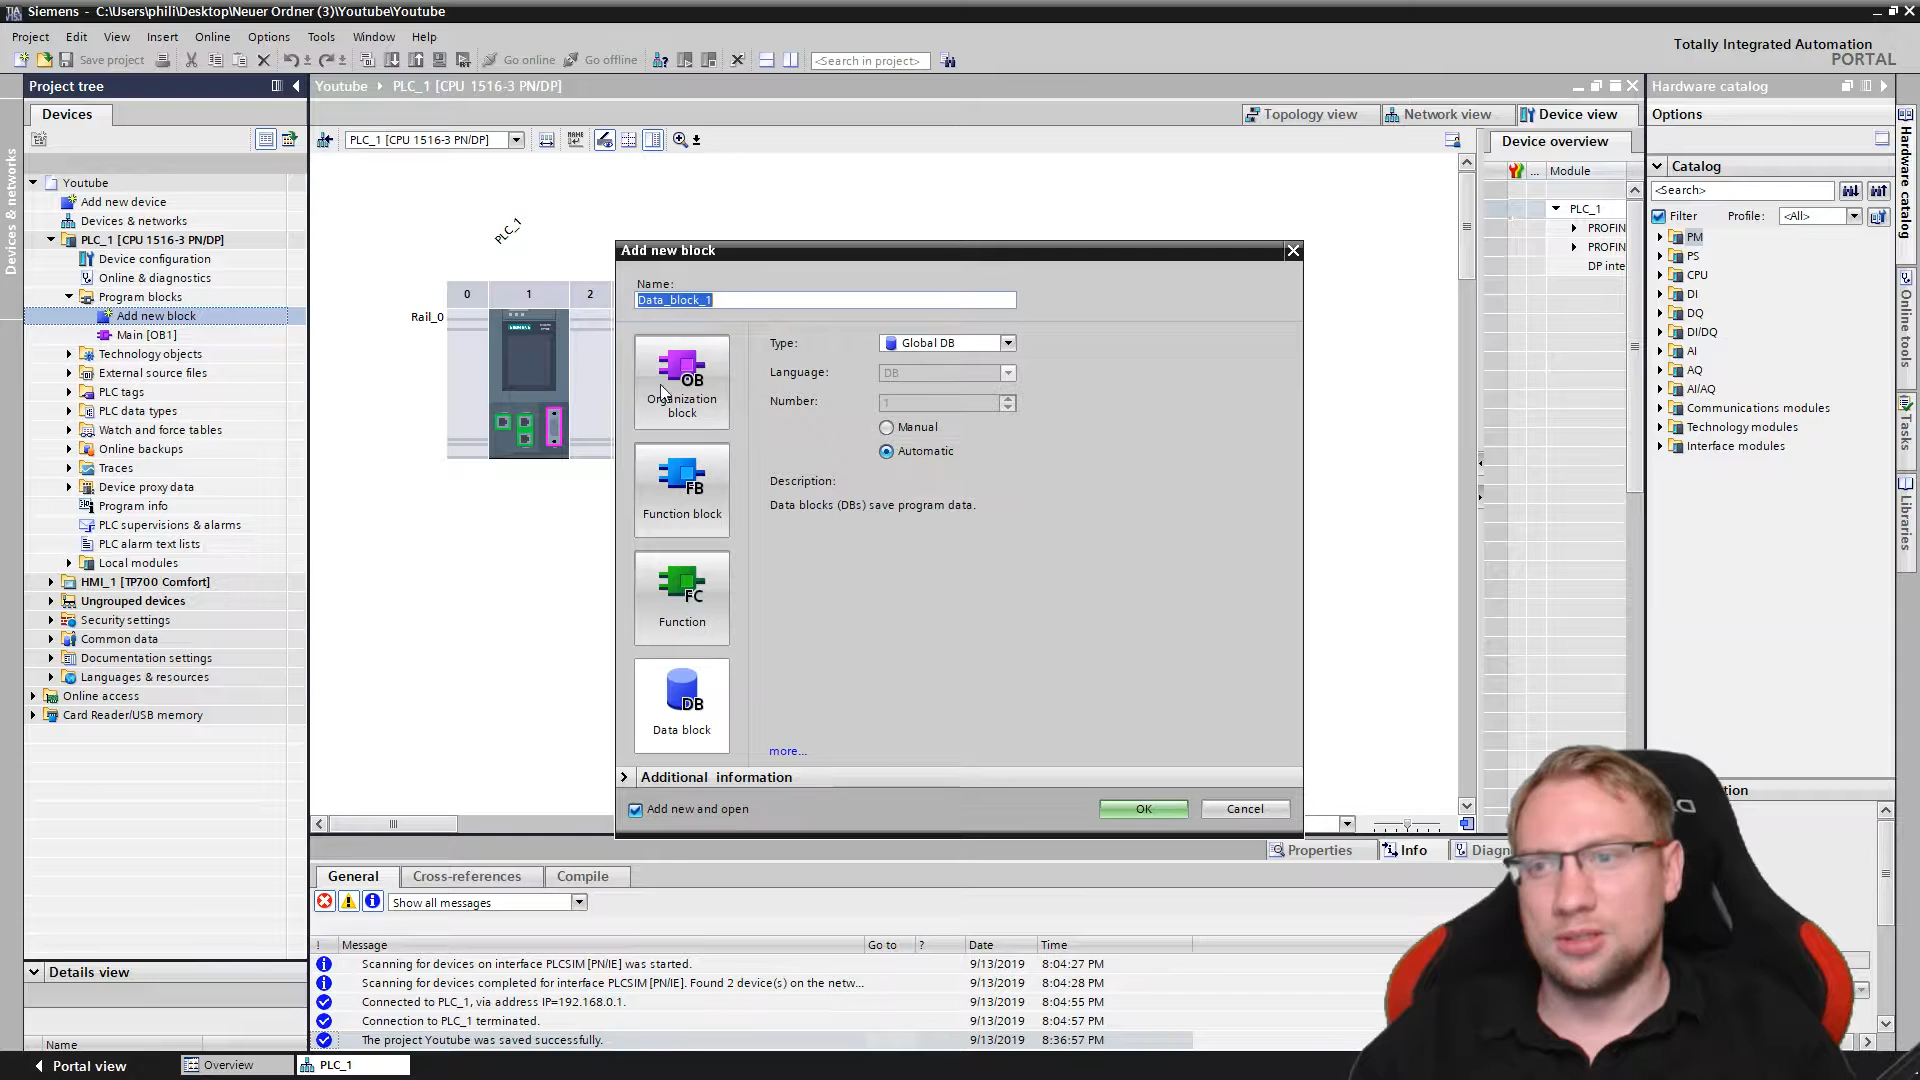 Siemens - C:\Users\phili\Desktop\Neuer Ordner (3)\Youtube\Youtube
Project Edit View Insert Online Options Tools Window Help
Totally Integrated Automation
PORTAL
Save project
Go online
Go offline
<Search in project>
Project tree
Youtube PLC_1 [CPU 1516-3 PN/DP]
Hardware catalog
Devices
Topology view
Network view
Device view
Options
PLC_1 [CPU 1516-3 PN/DP]
Device overview
Devices & networks
Hardware catalog
Online tools
Tasks
Libraries
... Module
PLC_1
PROFIN
PROFIN
DP inte
Catalog
<Search>
Filter Profile: <All>
PM
PS
CPU
DI
DQ
DI/DQ
AI
AQ
AI/AQ
Communications modules
Technology modules
Interface modules
Youtube
Add new device
Devices & networks
PLC_1 [CPU 1516-3 PN/DP]
Device configuration
Online & diagnostics
Program blocks
Add new block
Main [OB1]
Technology objects
External source files
PLC tags
PLC data types
Watch and force tables
Online backups
Traces
Device proxy data
Program info
PLC supervisions & alarms
PLC alarm text lists
Local modules
HMI_1 [TP700 Comfort]
Ungrouped devices
Security settings
Common data
Documentation settings
Languages & resources
Online access
Card Reader/USB memory
PLC_1
0 1 2
Rail_0
SIEMENS
Add new block
Name:
Data_block_1
OB
Organization
block
FB
Function block
FC
Function
DB
Data block
Type: Global DB
Language: DB
Number: 1
Manual
Automatic
Description:
Data blocks (DBs) save program data.
more...
Additional information
Add new and open
OK
Cancel
Properties
Info
Diagn
General
Cross-references
Compile
Show all messages
! Message Go to ? Date Time
Scanning for devices on interface PLCSIM [PN/IE] was started. 9/13/2019 8:04:27 PM
Scanning for devices completed for interface PLCSIM [PN/IE]. Found 2 device(s) on the netw... 9/13/2019 8:04:28 PM
Connected to PLC_1, via address IP=192.168.0.1. 9/13/2019 8:04:55 PM
Connection to PLC_1 terminated. 9/13/2019 8:04:57 PM
The project Youtube was saved successfully. 9/13/2019 8:36:57 PM
Details view
Name
Portal view
Overview
PLC_1